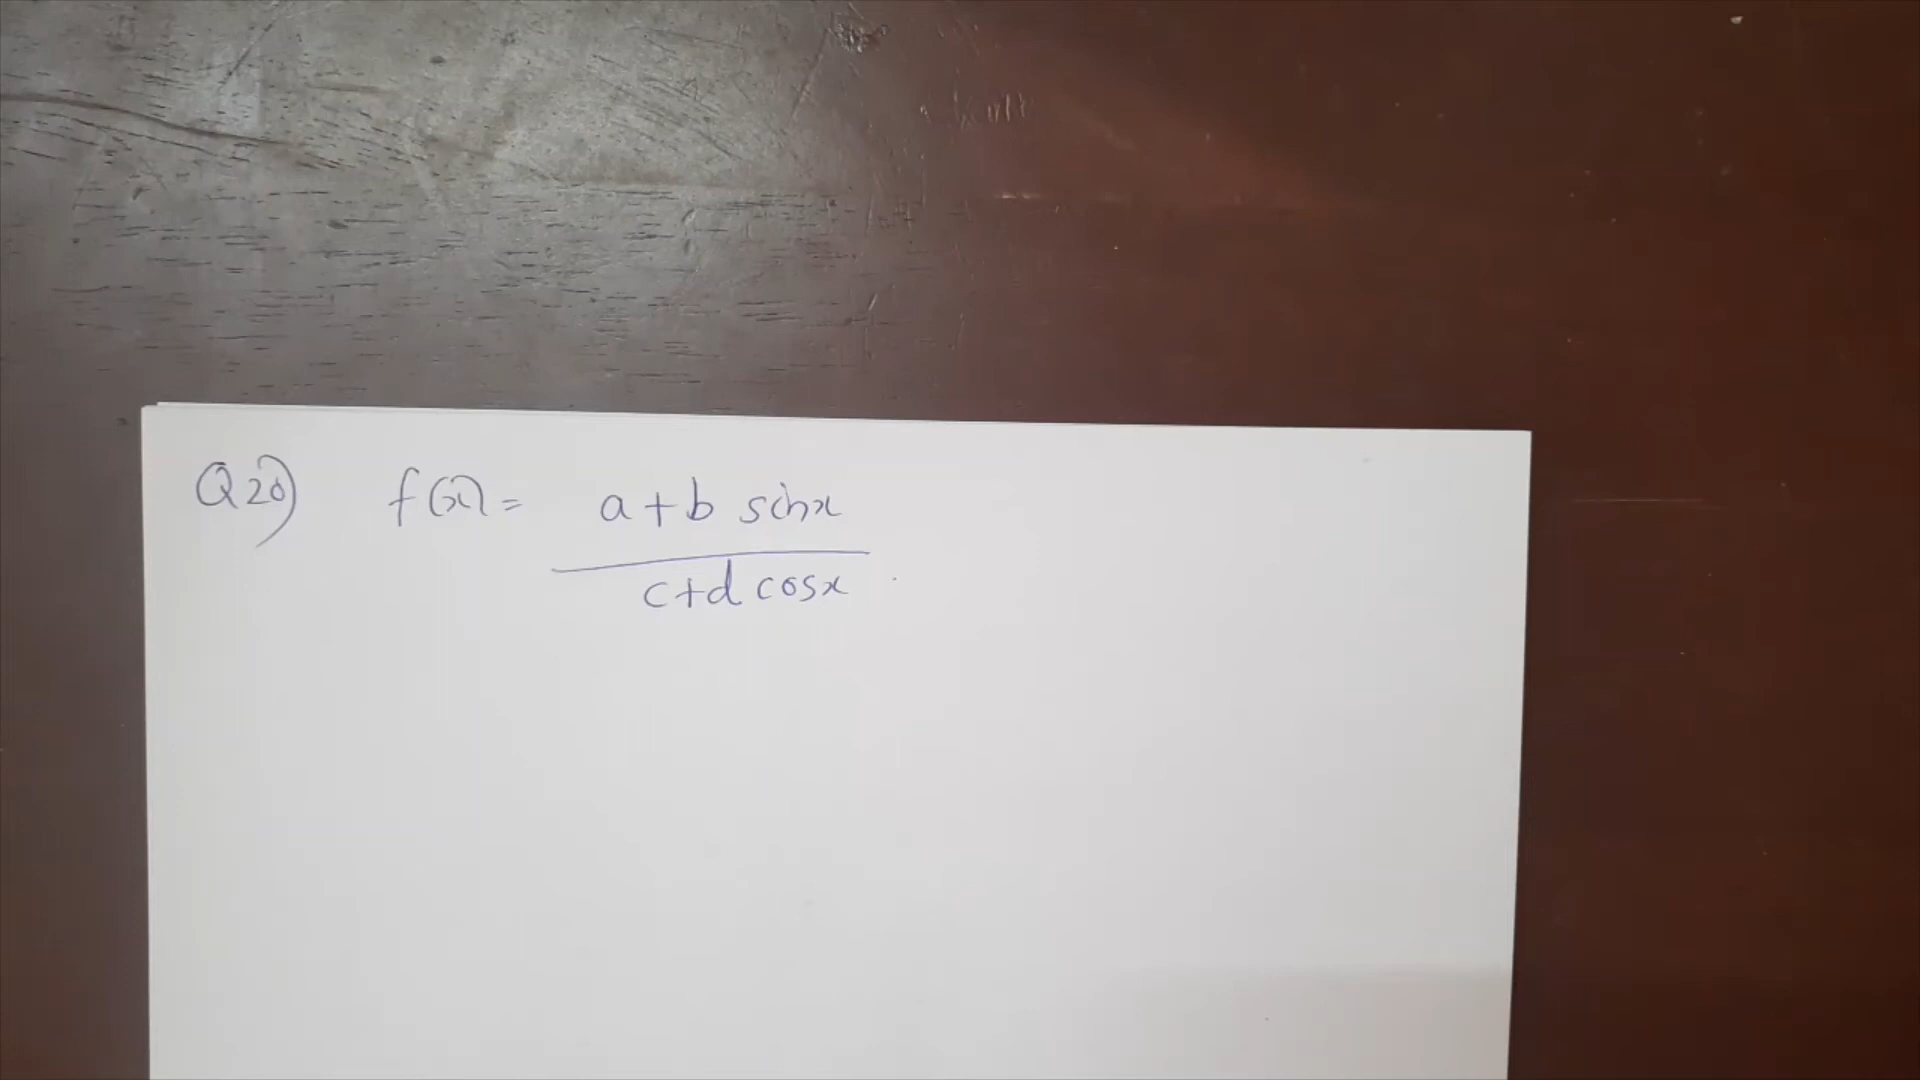 Q20) f(x) = a+b sinx
c+d cosx